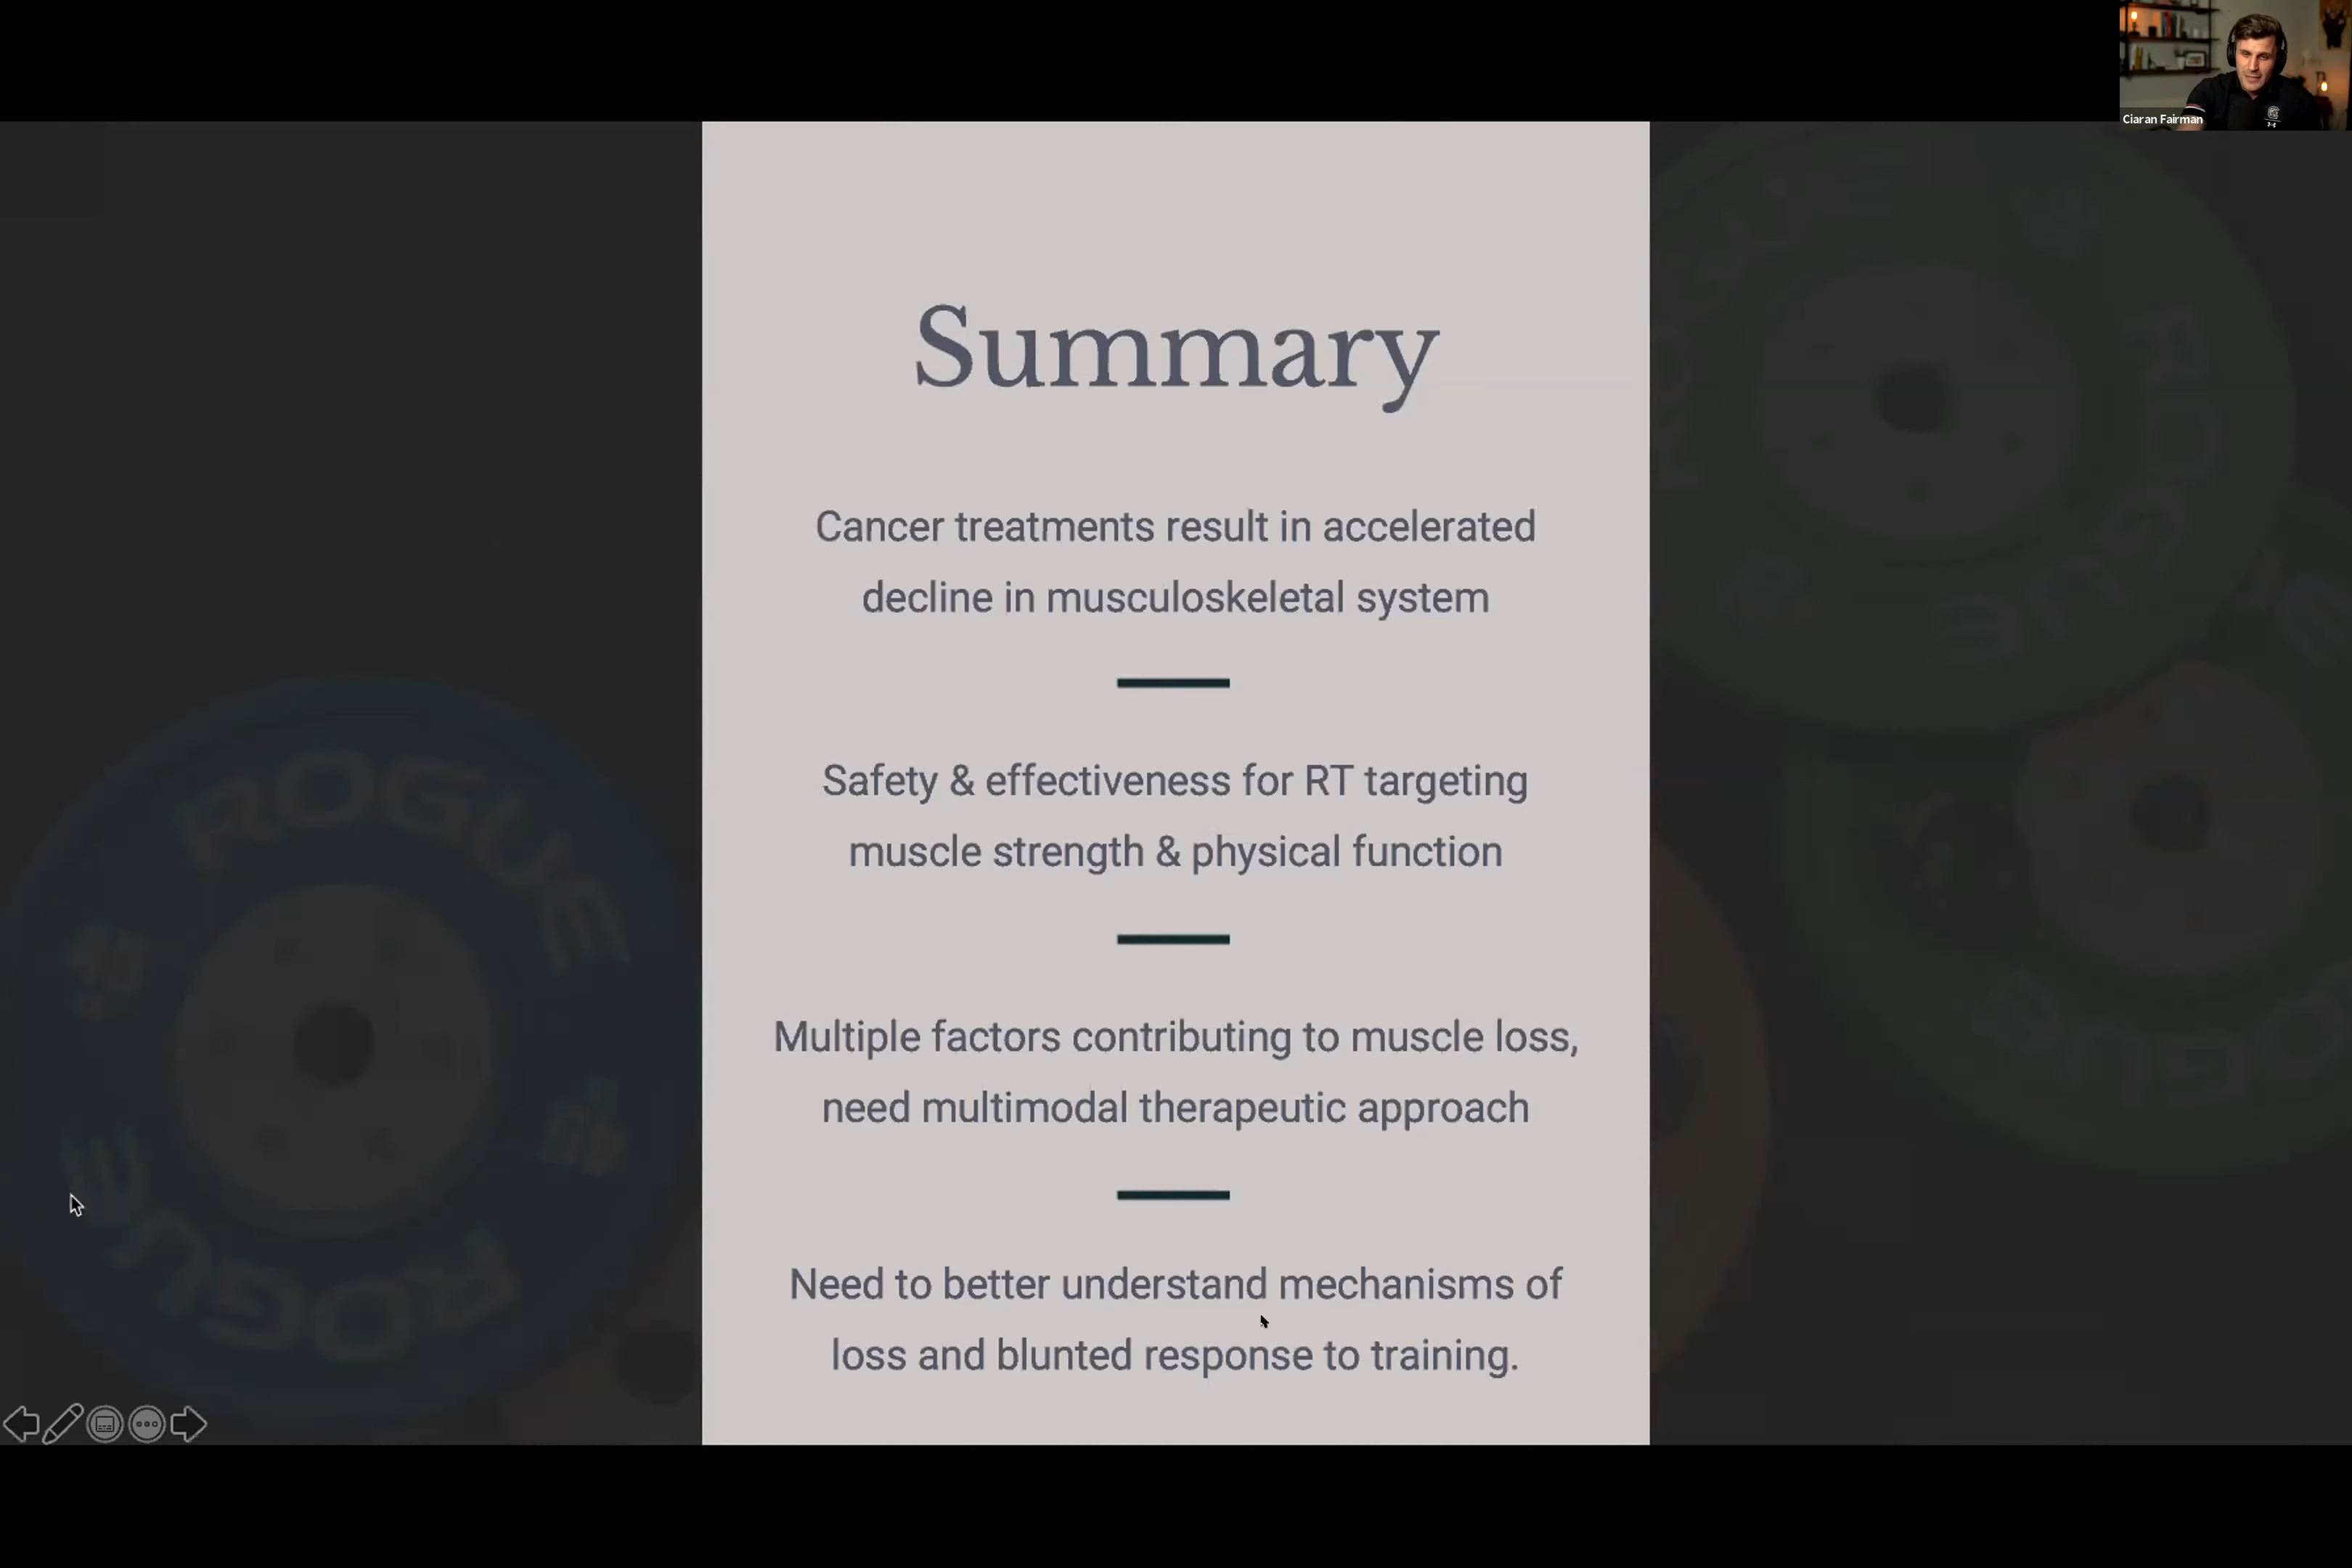 Ciaran Fairman
Summary
Cancer treatments result in accelerated
decline in musculoskeletal system
Safety & effectiveness for RT targeting
muscle strength & physical function
Multiple factors contributing to muscle loss,
need multimodal therapeutic approach
Need to better understand mechanisms of
loss and blunted response to training.
ROGUE
ROGUE
ROGUE